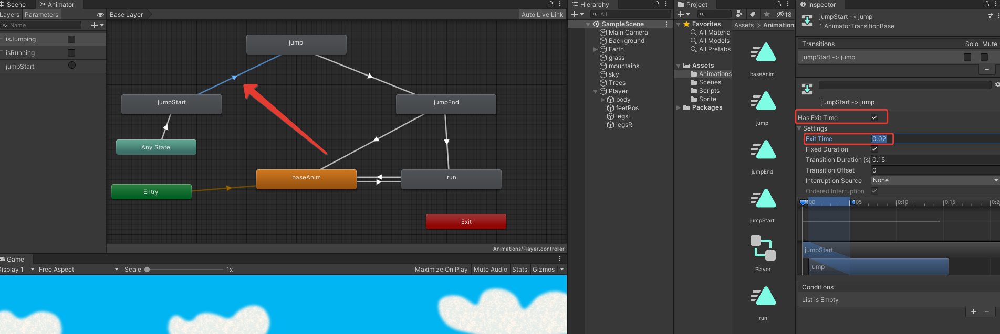 Scene
Animator
Layers
Parameters
Base Layer
Auto Live Link
Name
isJumping
isRunning
jumpStart
jump
jumpStart
jumpEnd
Any State
baseAnim
run
Entry
Exit
Animations/Player.controller
Game
Display 1
Free Aspect
Scale
1x
Maximize On Play
Mute Audio
Stats
Gizmos
Hierarchy
All
SampleScene
Main Camera
Background
Earth
grass
mountains
sky
Trees
Player
body
feetPos
legsL
legsR
Project
18
Favorites
All Materia
All Models
All Prefabs
Assets
Animations
Scenes
Scripts
Sprite
Packages
Assets > Animation
baseAnim
jump
jumpEnd
jumpStart
Player
run
Inspector
jumpStart -> jump
1 AnimatorTransitionBase
Transitions
Solo
Mute
jumpStart -> jump
jumpStart -> jump
Has Exit Time
Settings
Exit Time
0.02
Fixed Duration
Transition Duration (s)
0.15
Transition Offset
0
Interruption Source
None
Ordered Interruption
:00
:05
0:10
0:15
0:2
jumpStart
jump
Conditions
List is Empty